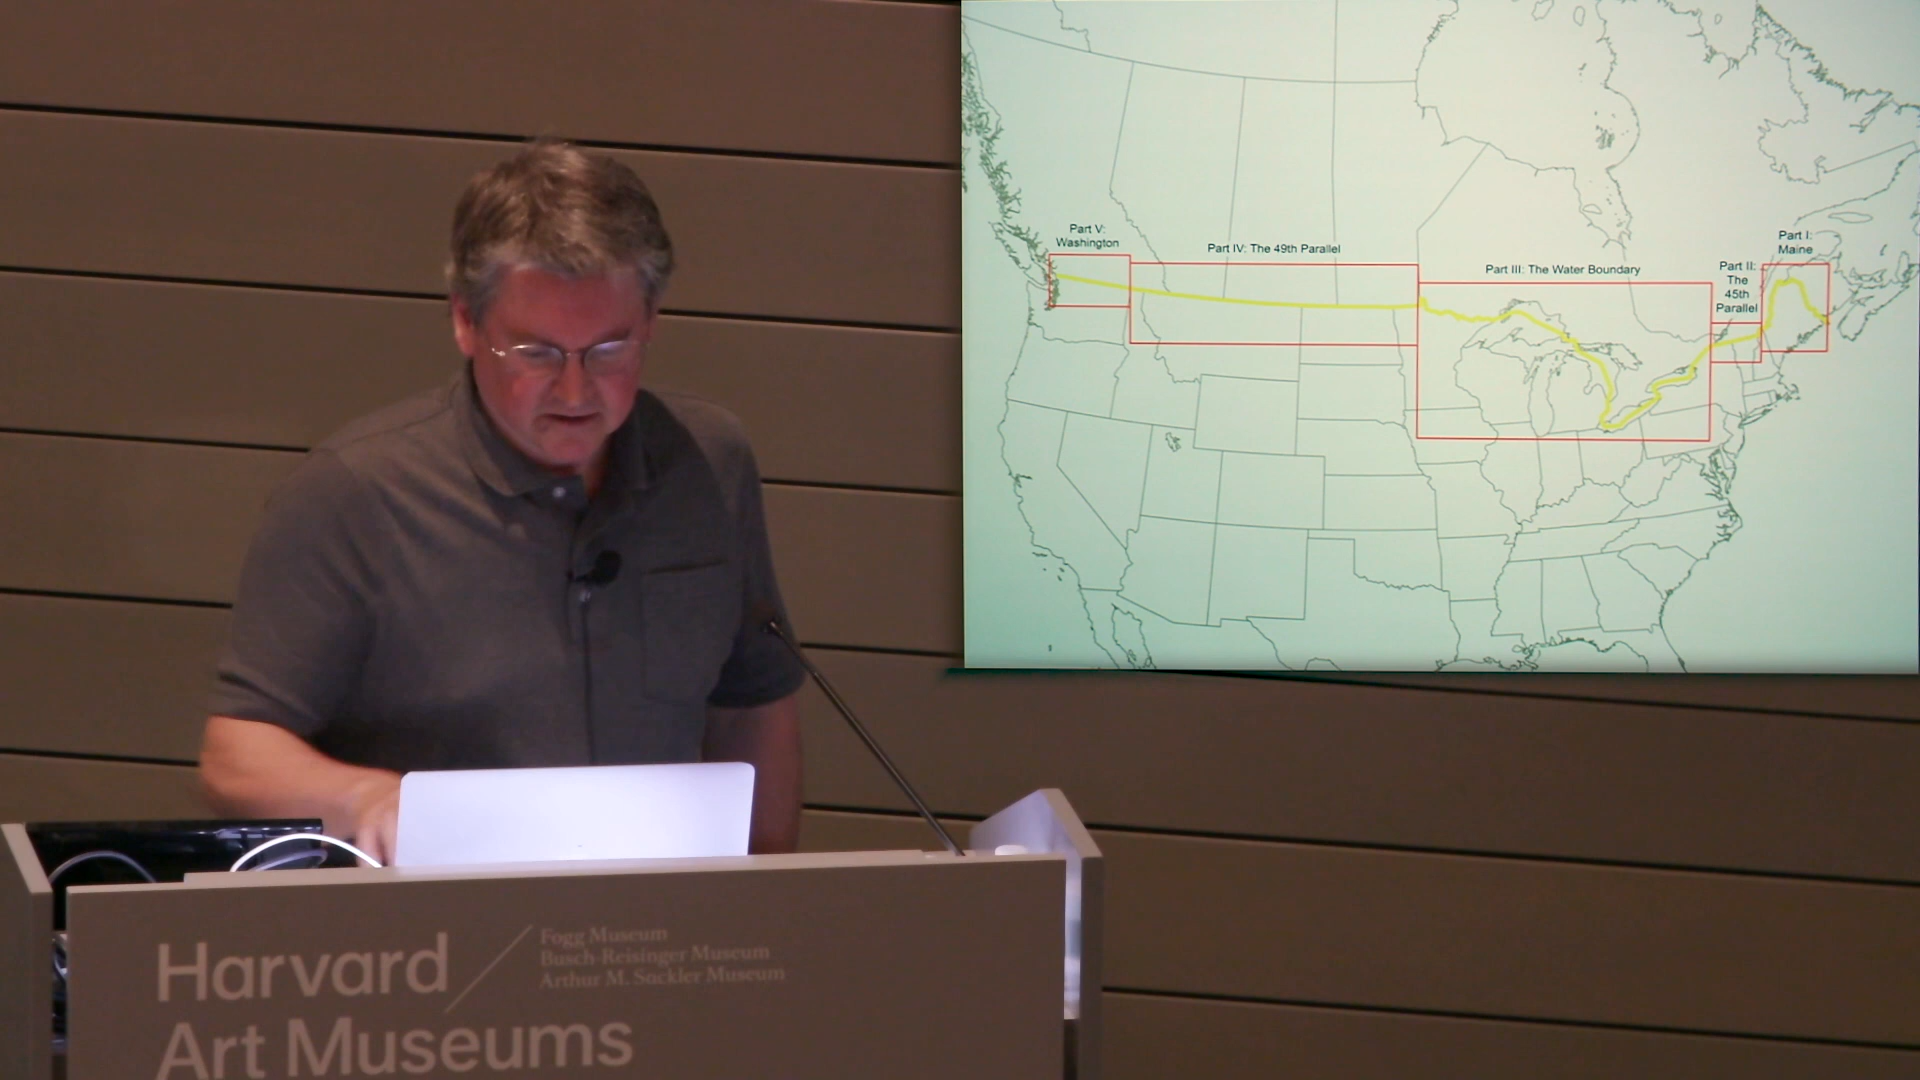 Part V:
Washington
Part IV: The 49th Parallel
Part III: The Water Boundary
Part II:
The
45th
Parallel
Part I:
Maine
Harvard
Art Museums
Fogg Museum
Busch-Reisinger Museum
Arthur M. Sackler Museum